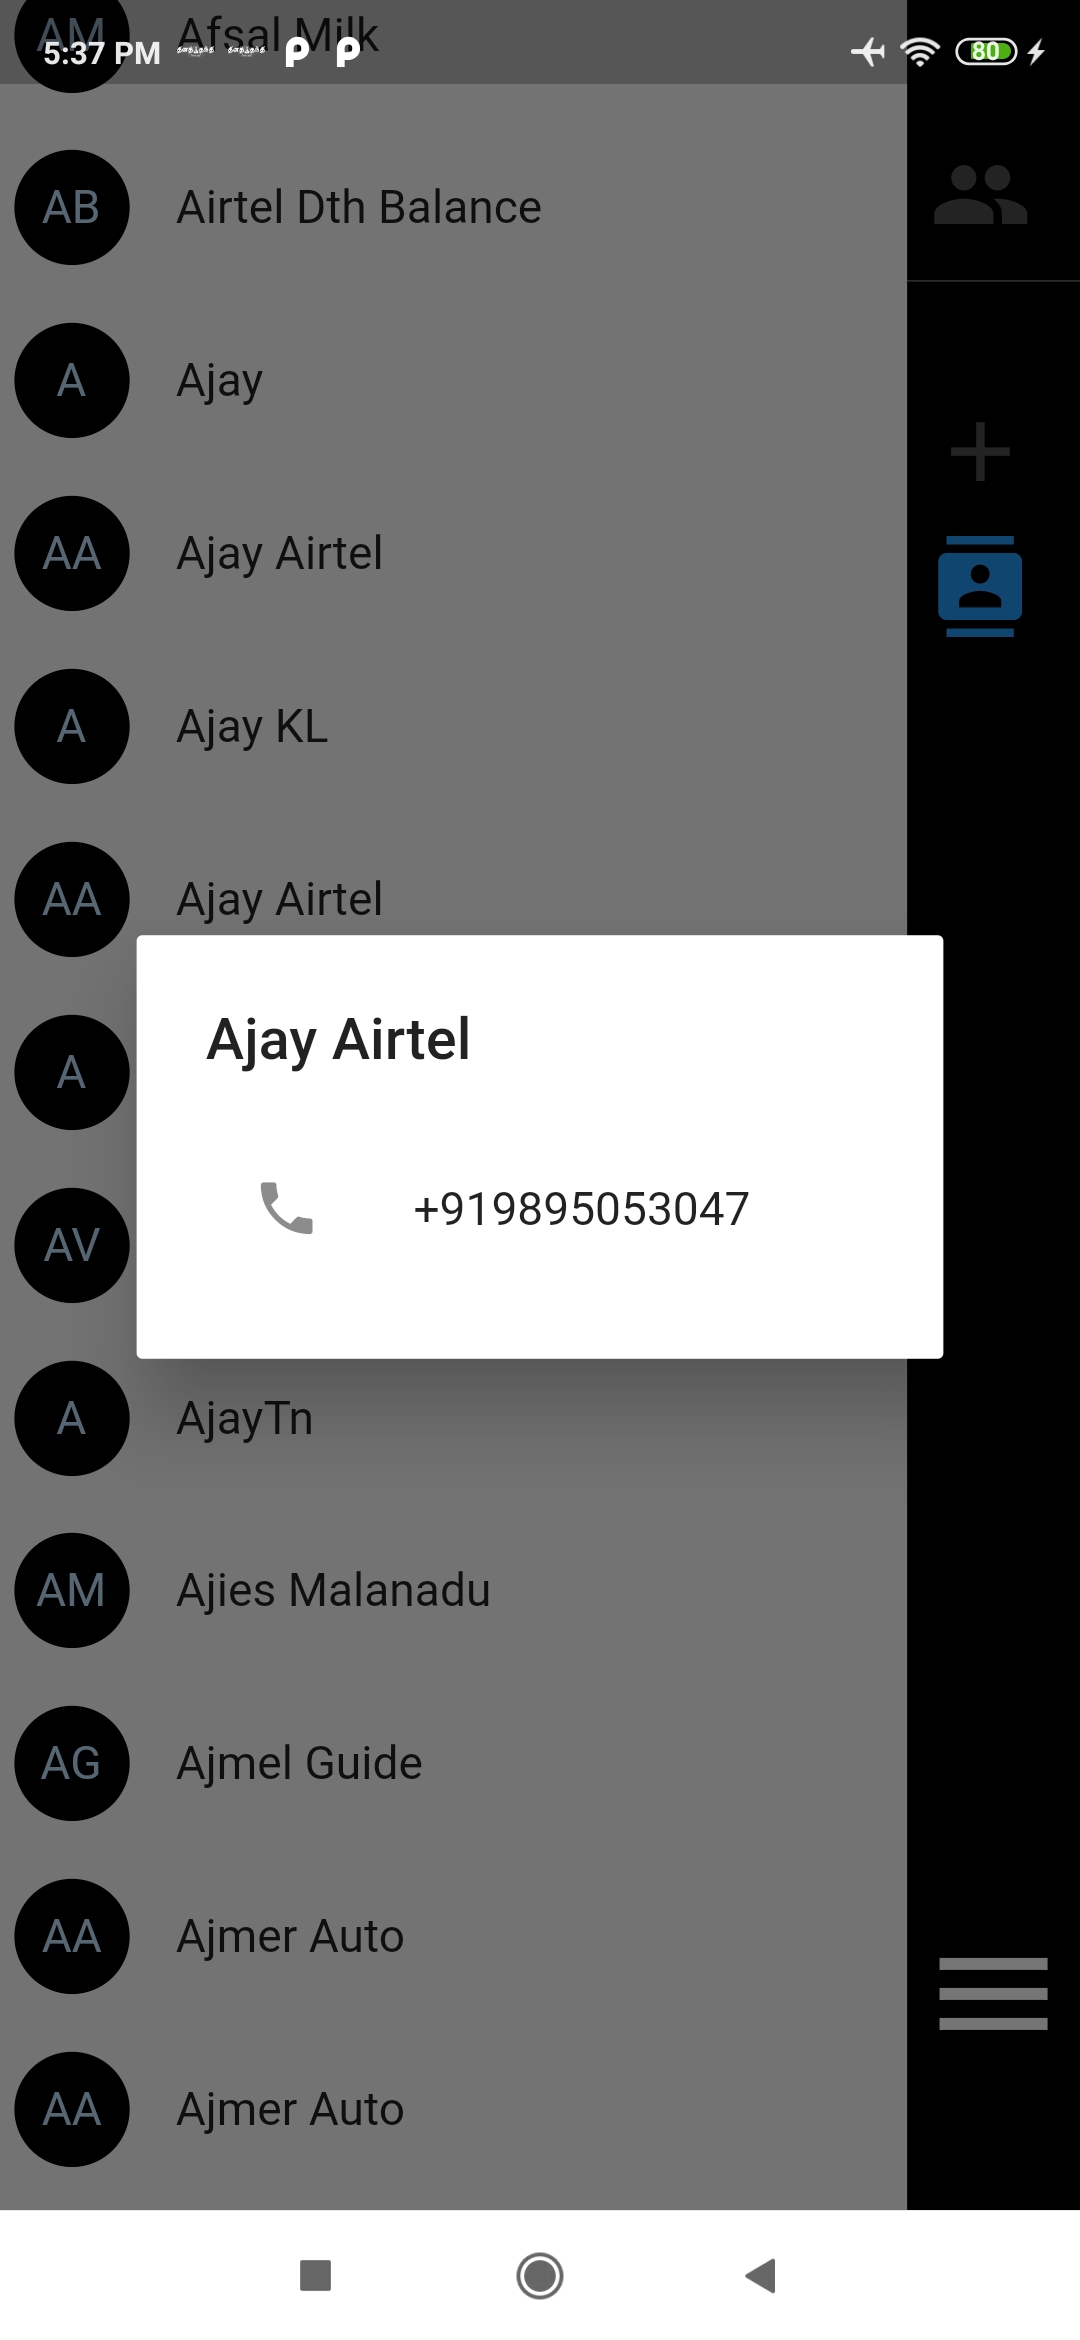 AM Afsal Milk
5:37 PM
80
AB Airtel Dth Balance
A Ajay
AA Ajay Airtel
A Ajay KL
AA Ajay Airtel
Ajay Airtel
A
+919895053047
AV
A AjayTn
AM Ajies Malanadu
AG Ajmel Guide
AA Ajmer Auto
AA Ajmer Auto